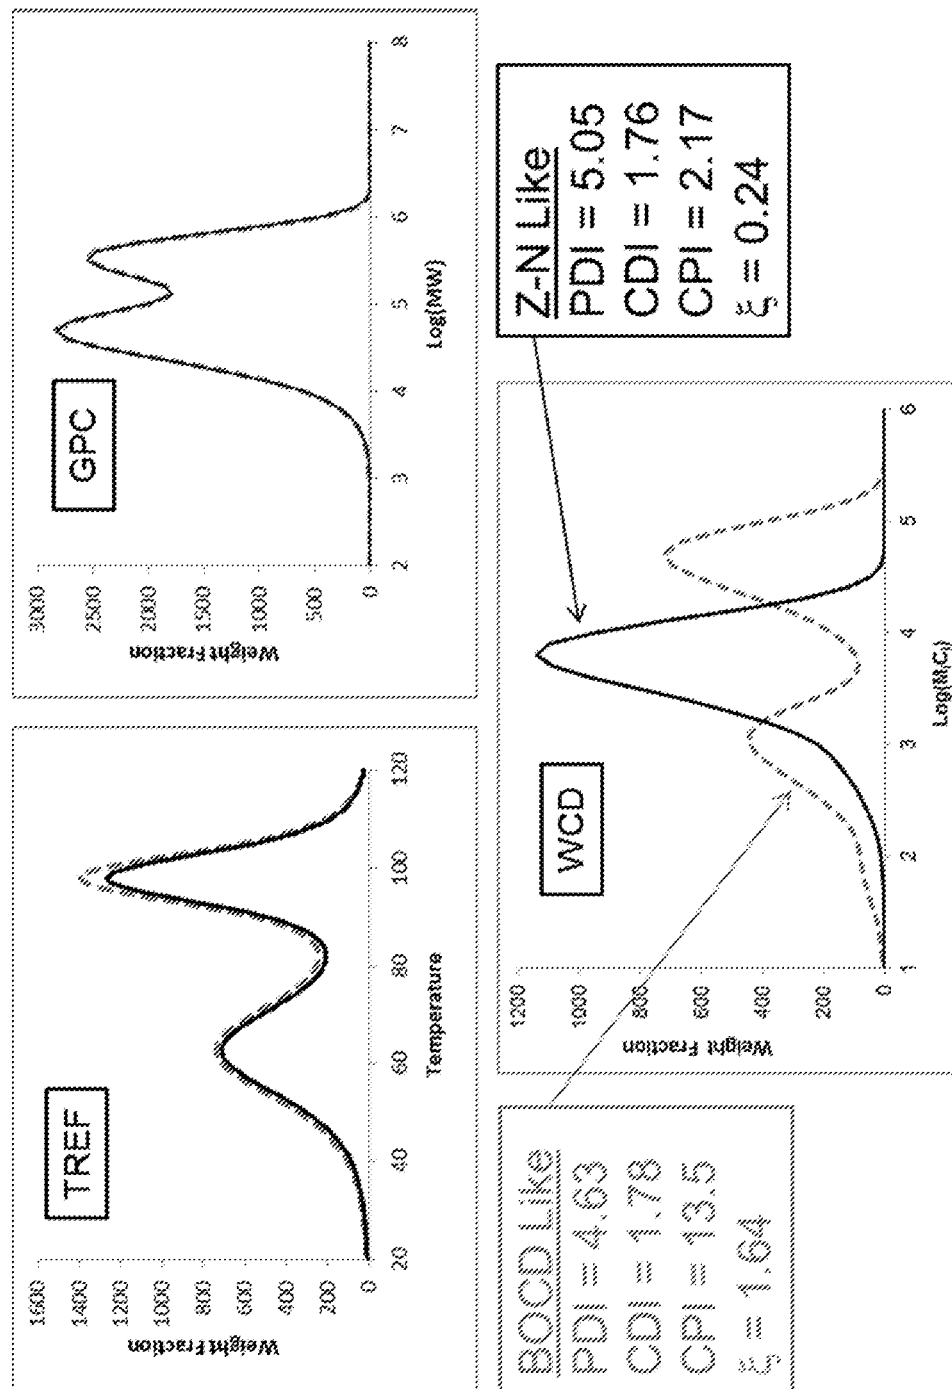 TREF
Weight Fraction
1600
1400
1200
1000
800
600
400
200
0
20
40
60
80
100
120
Temperature
GPC
Weight Fraction
3000
2500
2000
1500
1000
500
0
2
3
4
5
6
7
8
Log(MW)
BOCD Like
PDI = 4.63
CDI = 1.78
CPI = 13.5
ξ = 1.64
WCD
Weight Fraction
1200
1000
800
600
400
200
0
1
2
3
4
5
6
Log(MᵢCᵢ)
Z-N Like
PDI = 5.05
CDI = 1.76
CPI = 2.17
ξ = 0.24